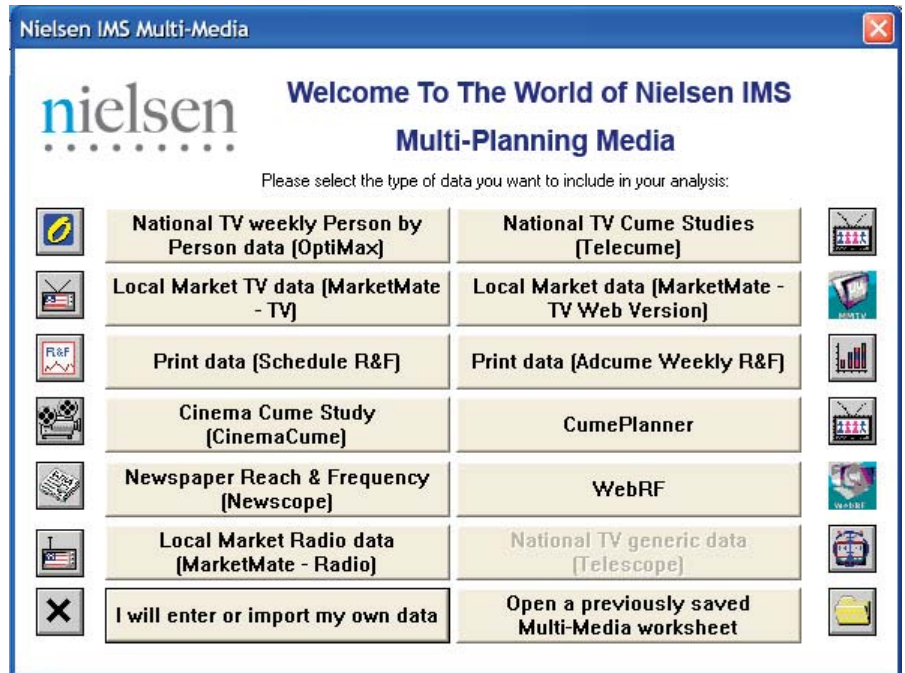 Nielsen IMS Multi-Media
nielsen
Welcome To The World of Nielsen IMS
Multi-Planning Media
Please select the type of data you want to include in your analysis:
National TV weekly Person by
Person data (OptiMax)
National TV Cume Studies
(Telecume)
Local Market TV data (MarketMate
- TV)
Local Market data (MarketMate -
TV Web Version)
MMTV
R&F
Print data (Schedule R&F)
Print data (Adcume Weekly R&F)
Cinema Cume Study
(CinemaCume)
CumePlanner
Newspaper Reach & Frequency
(Newscope)
WebRF
WebRF
Local Market Radio data
(MarketMate - Radio)
National TV generic data
(Telescope)
I will enter or import my own data
Open a previously saved
Multi-Media worksheet